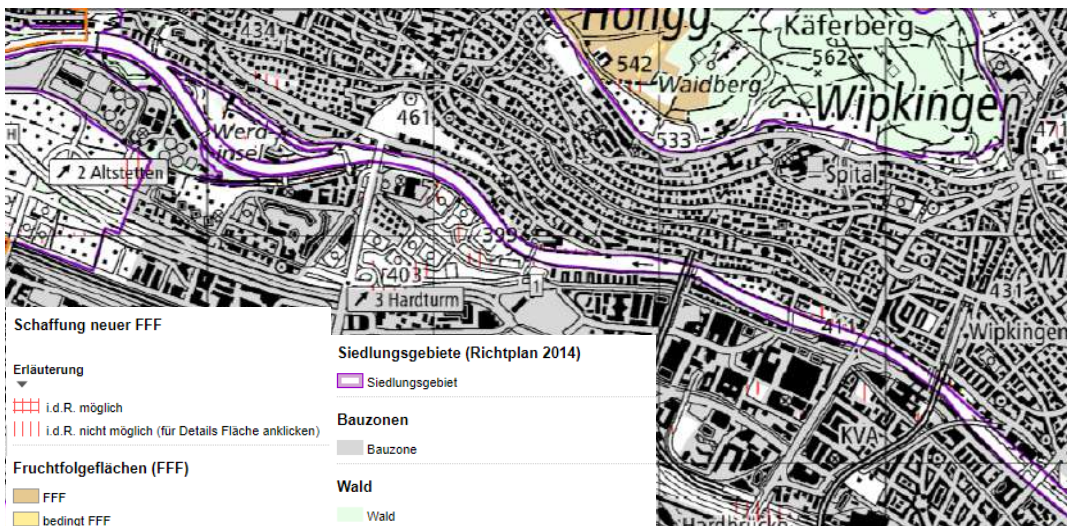 434
Höngg
Käferberg
542
562
Waidberg
Wipkingen
461
Werd-
insel
533
471
H
2 Altstetten
Spital
399
403
1
3 Hardturm
431
411
Wipkingen
KVA
Hardbrücke
Schaffung neuer FFF
Erläuterung
i.d.R. möglich
i.d.R. nicht möglich (für Details Fläche anklicken)
Fruchtfolgeflächen (FFF)
FFF
bedingt FFF
Siedlungsgebiete (Richtplan 2014)
Siedlungsgebiet
Bauzonen
Bauzone
Wald
Wald